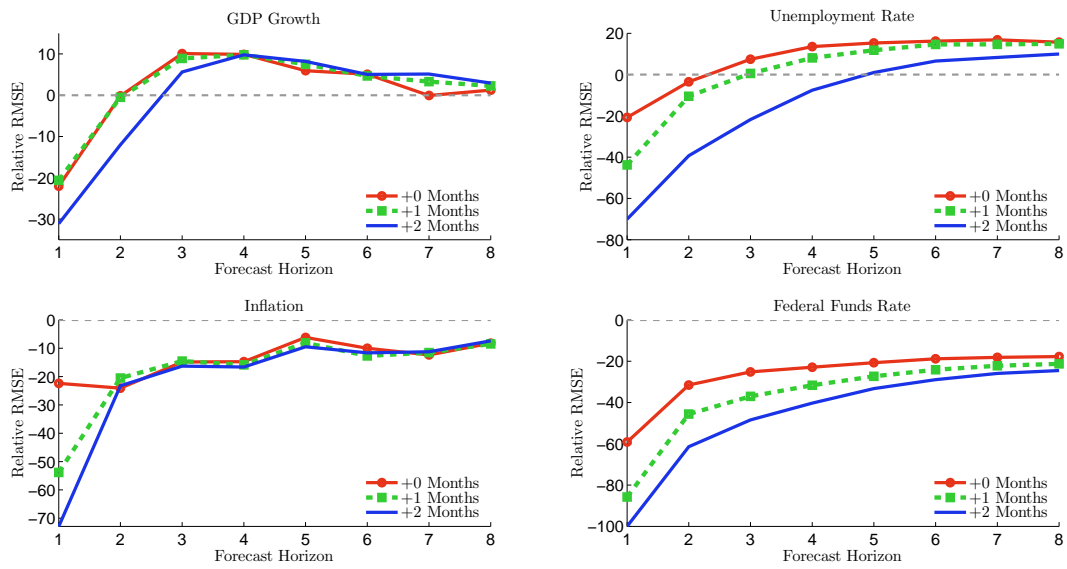 GDP Growth
Relative RMSE
10
0
−10
−20
−30
+0 Months
+1 Months
+2 Months
1 2 3 4 5 6 7 8
Forecast Horizon
Unemployment Rate
Relative RMSE
20
0
−20
−40
−60
−80
+0 Months
+1 Months
+2 Months
1 2 3 4 5 6 7 8
Forecast Horizon
Inflation
Relative RMSE
0
−10
−20
−30
−40
−50
−60
−70
+0 Months
+1 Months
+2 Months
1 2 3 4 5 6 7 8
Forecast Horizon
Federal Funds Rate
Relative RMSE
0
−20
−40
−60
−80
−100
+0 Months
+1 Months
+2 Months
1 2 3 4 5 6 7 8
Forecast Horizon